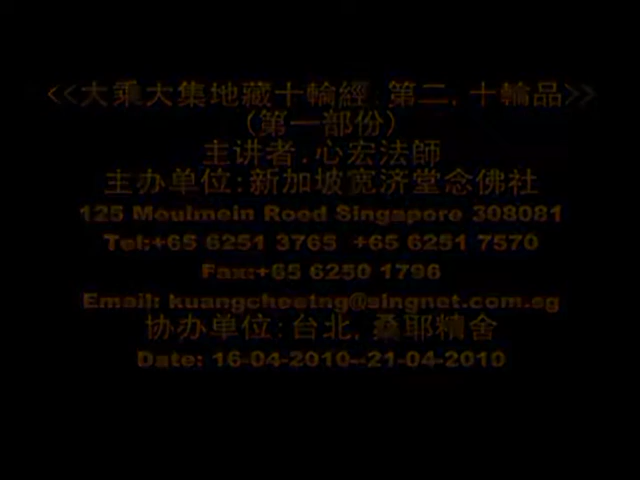 <<大乘大集地藏十輪經.第二,十輪品>>
(第一部份)
主讲者.心宏法師
主办单位:新加坡宽济堂念佛社
125 Moulmein Road Singapore 308081
Tel:+65 6251 3765 +65 6251 7570
Fax:+65 6250 1796
Email: kuangcheetng@singnet.com.sg
协办单位:台北,桑耶精舍
Date: 16-04-2010--21-04-2010